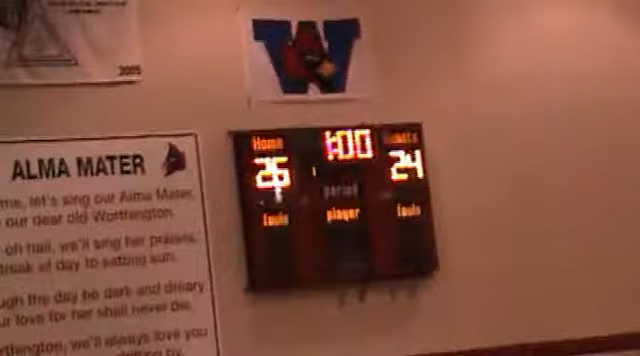 2005
W
ALMA MATER
me, let's sing our Alma Mater,
our dear old Worthington.
oh hail, we'll sing her praises,
break of day to setting sun.
ugh the day be dark and dreary
ur love for her shall never die.
rthington, we'll always love you
Home 1:00 Guests
26 24
period
fouls player fouls